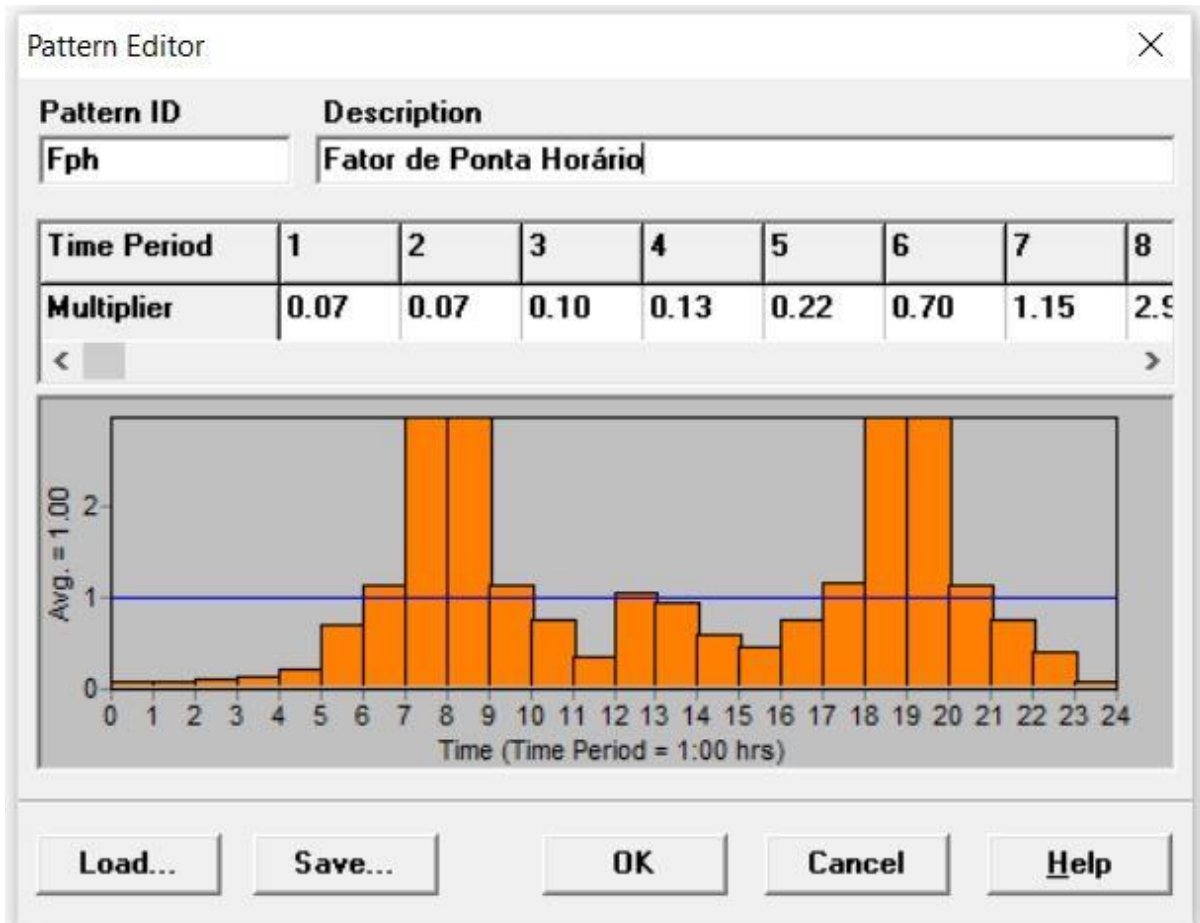 Pattern Editor
Pattern ID Description
Fph Fator de Ponta Horário
Time Period 1 2 3 4 5 6 7 8
Multiplier 0.07 0.07 0.10 0.13 0.22 0.70 1.15
Avg. = 1.00
2
1
0
0 1 2 3 4 5 6 7 8 9 10 11 12 13 14 15 16 17 18 19 20 21 22 23 24
Time (Time Period = 1:00 hrs)
Load... Save... OK Cancel Help